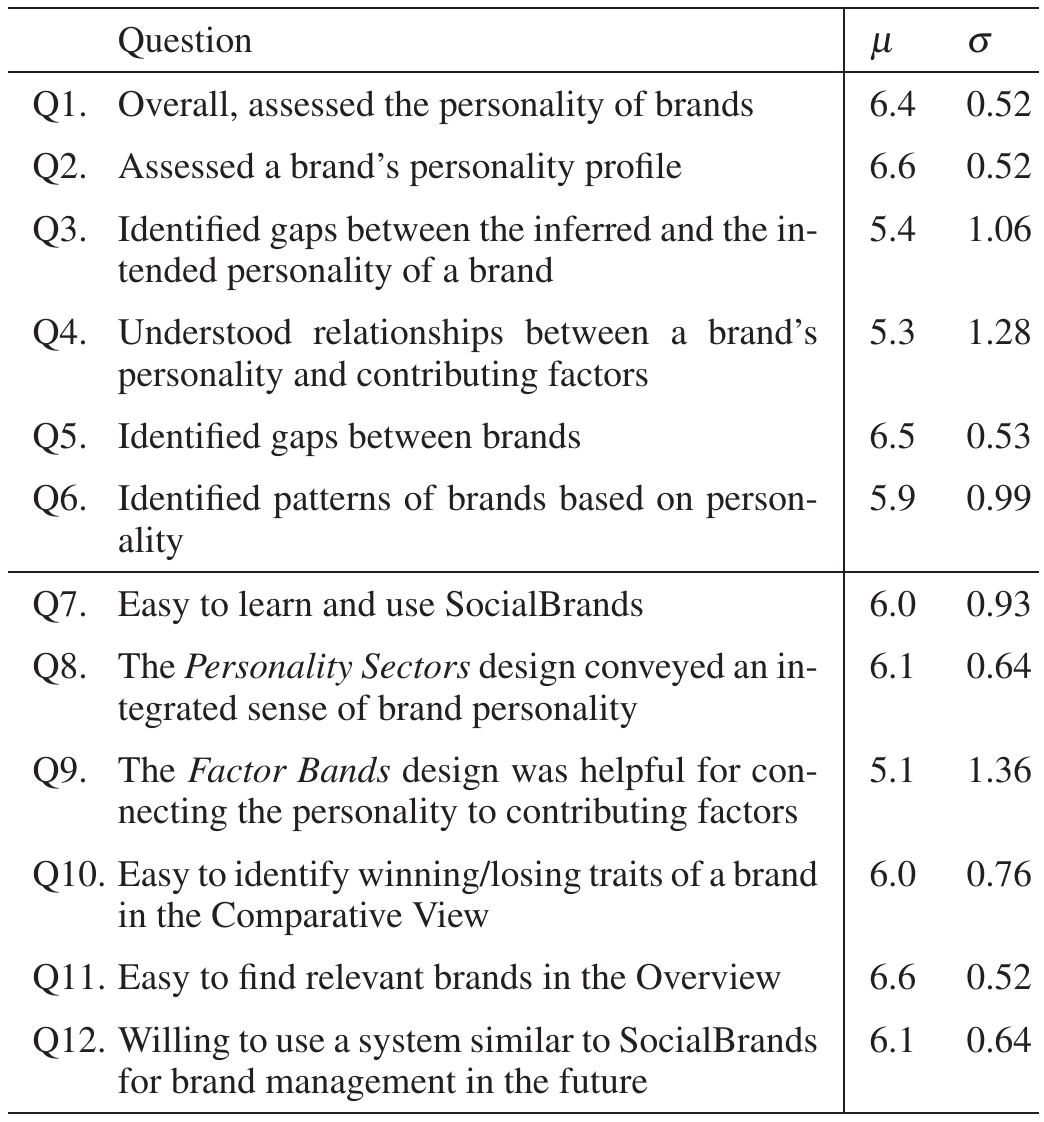 Question μ σ
Q1. Overall, assessed the personality of brands 6.4 0.52
Q2. Assessed a brand’s personality profile 6.6 0.52
Q3. Identified gaps between the inferred and the in- 5.4 1.06
tended personality of a brand
Q4. Understood relationships between a brand’s 5.3 1.28
personality and contributing factors
Q5. Identified gaps between brands 6.5 0.53
Q6. Identified patterns of brands based on person- 5.9 0.99
ality
Q7. Easy to learn and use SocialBrands 6.0 0.93
Q8. The Personality Sectors design conveyed an in- 6.1 0.64
tegrated sense of brand personality
Q9. The Factor Bands design was helpful for con- 5.1 1.36
necting the personality to contributing factors
Q10. Easy to identify winning/losing traits of a brand 6.0 0.76
in the Comparative View
Q11. Easy to find relevant brands in the Overview 6.6 0.52
Q12. Willing to use a system similar to SocialBrands 6.1 0.64
for brand management in the future